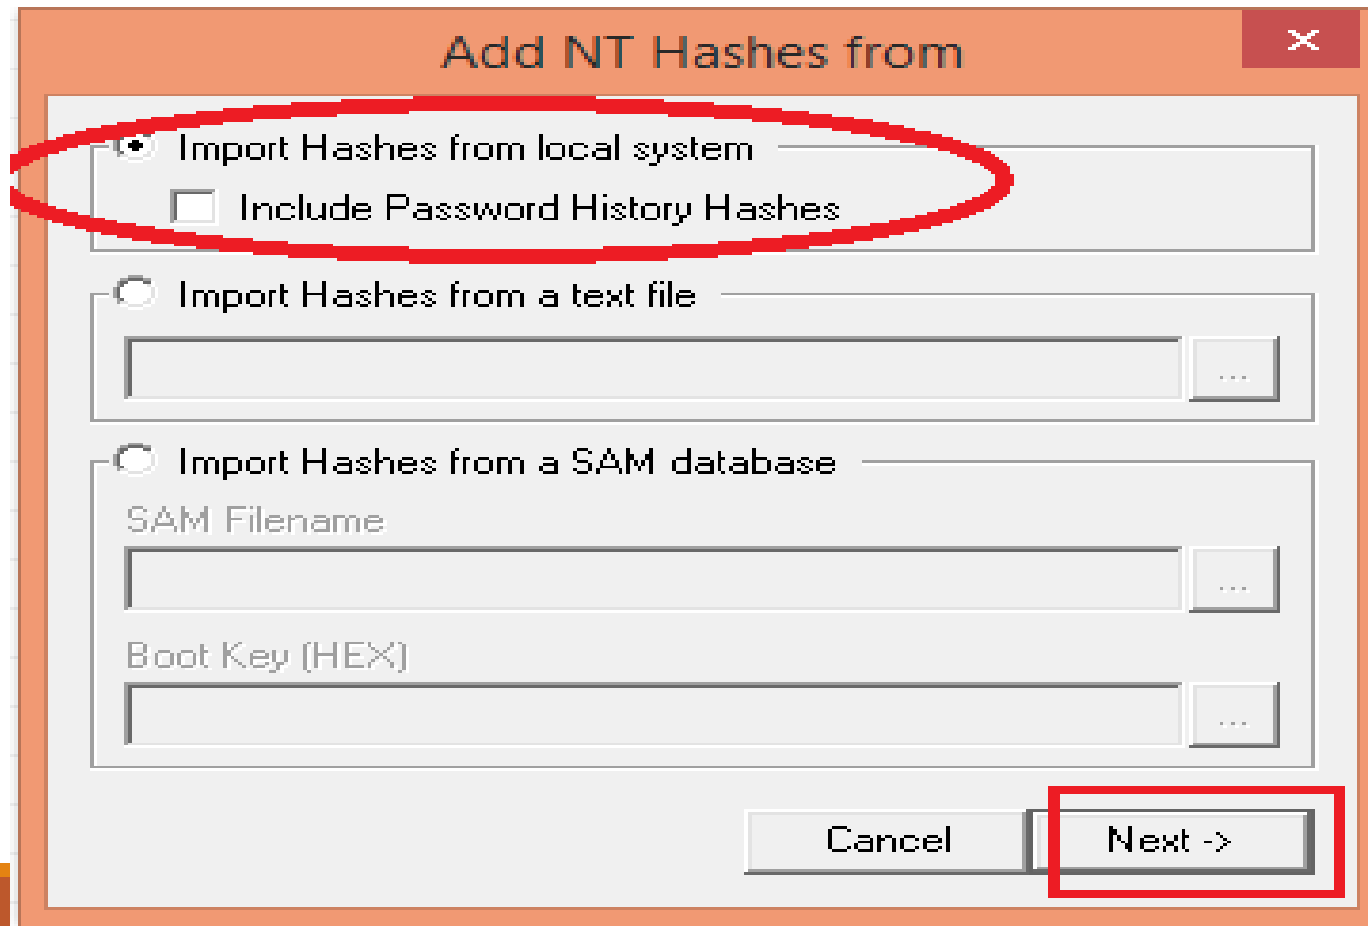 Add NT Hashes from
Import Hashes from local system
Include Password History Hashes
Import Hashes from a text file
...
Import Hashes from a SAM database
SAM Filename
...
Boot Key (HEX)
...
Cancel
Next ->